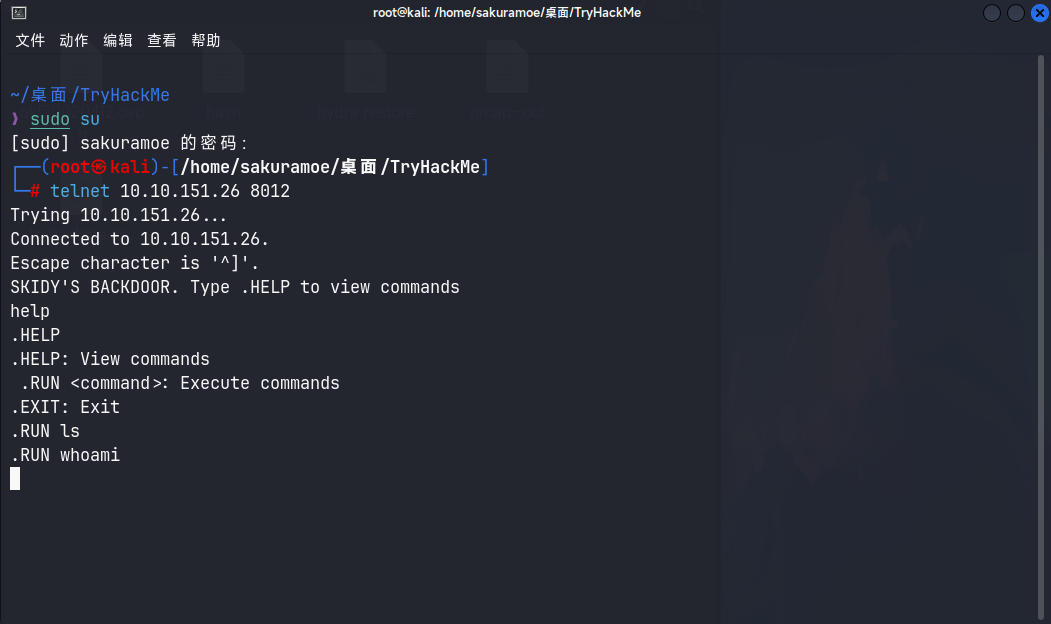 root@kali: /home/sakuramoe/桌面/TryHackMe
文件 动作 编辑 查看 帮助
~/桌面/TryHackMe
❯ sudo su
[sudo] sakuramoe 的密码：
┌──(root㉿kali)-[/home/sakuramoe/桌面/TryHackMe]
└─# telnet 10.10.151.26 8012
Trying 10.10.151.26...
Connected to 10.10.151.26.
Escape character is '^]'.
SKIDY'S BACKDOOR. Type .HELP to view commands
help
.HELP
.HELP: View commands
 .RUN <command>: Execute commands
.EXIT: Exit
.RUN ls
.RUN whoami